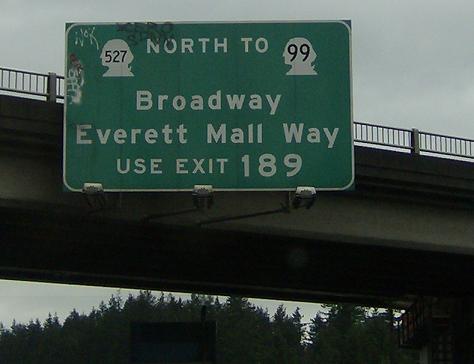 527 NORTH TO 99
Broadway
Everett Mall Way
USE EXIT 189